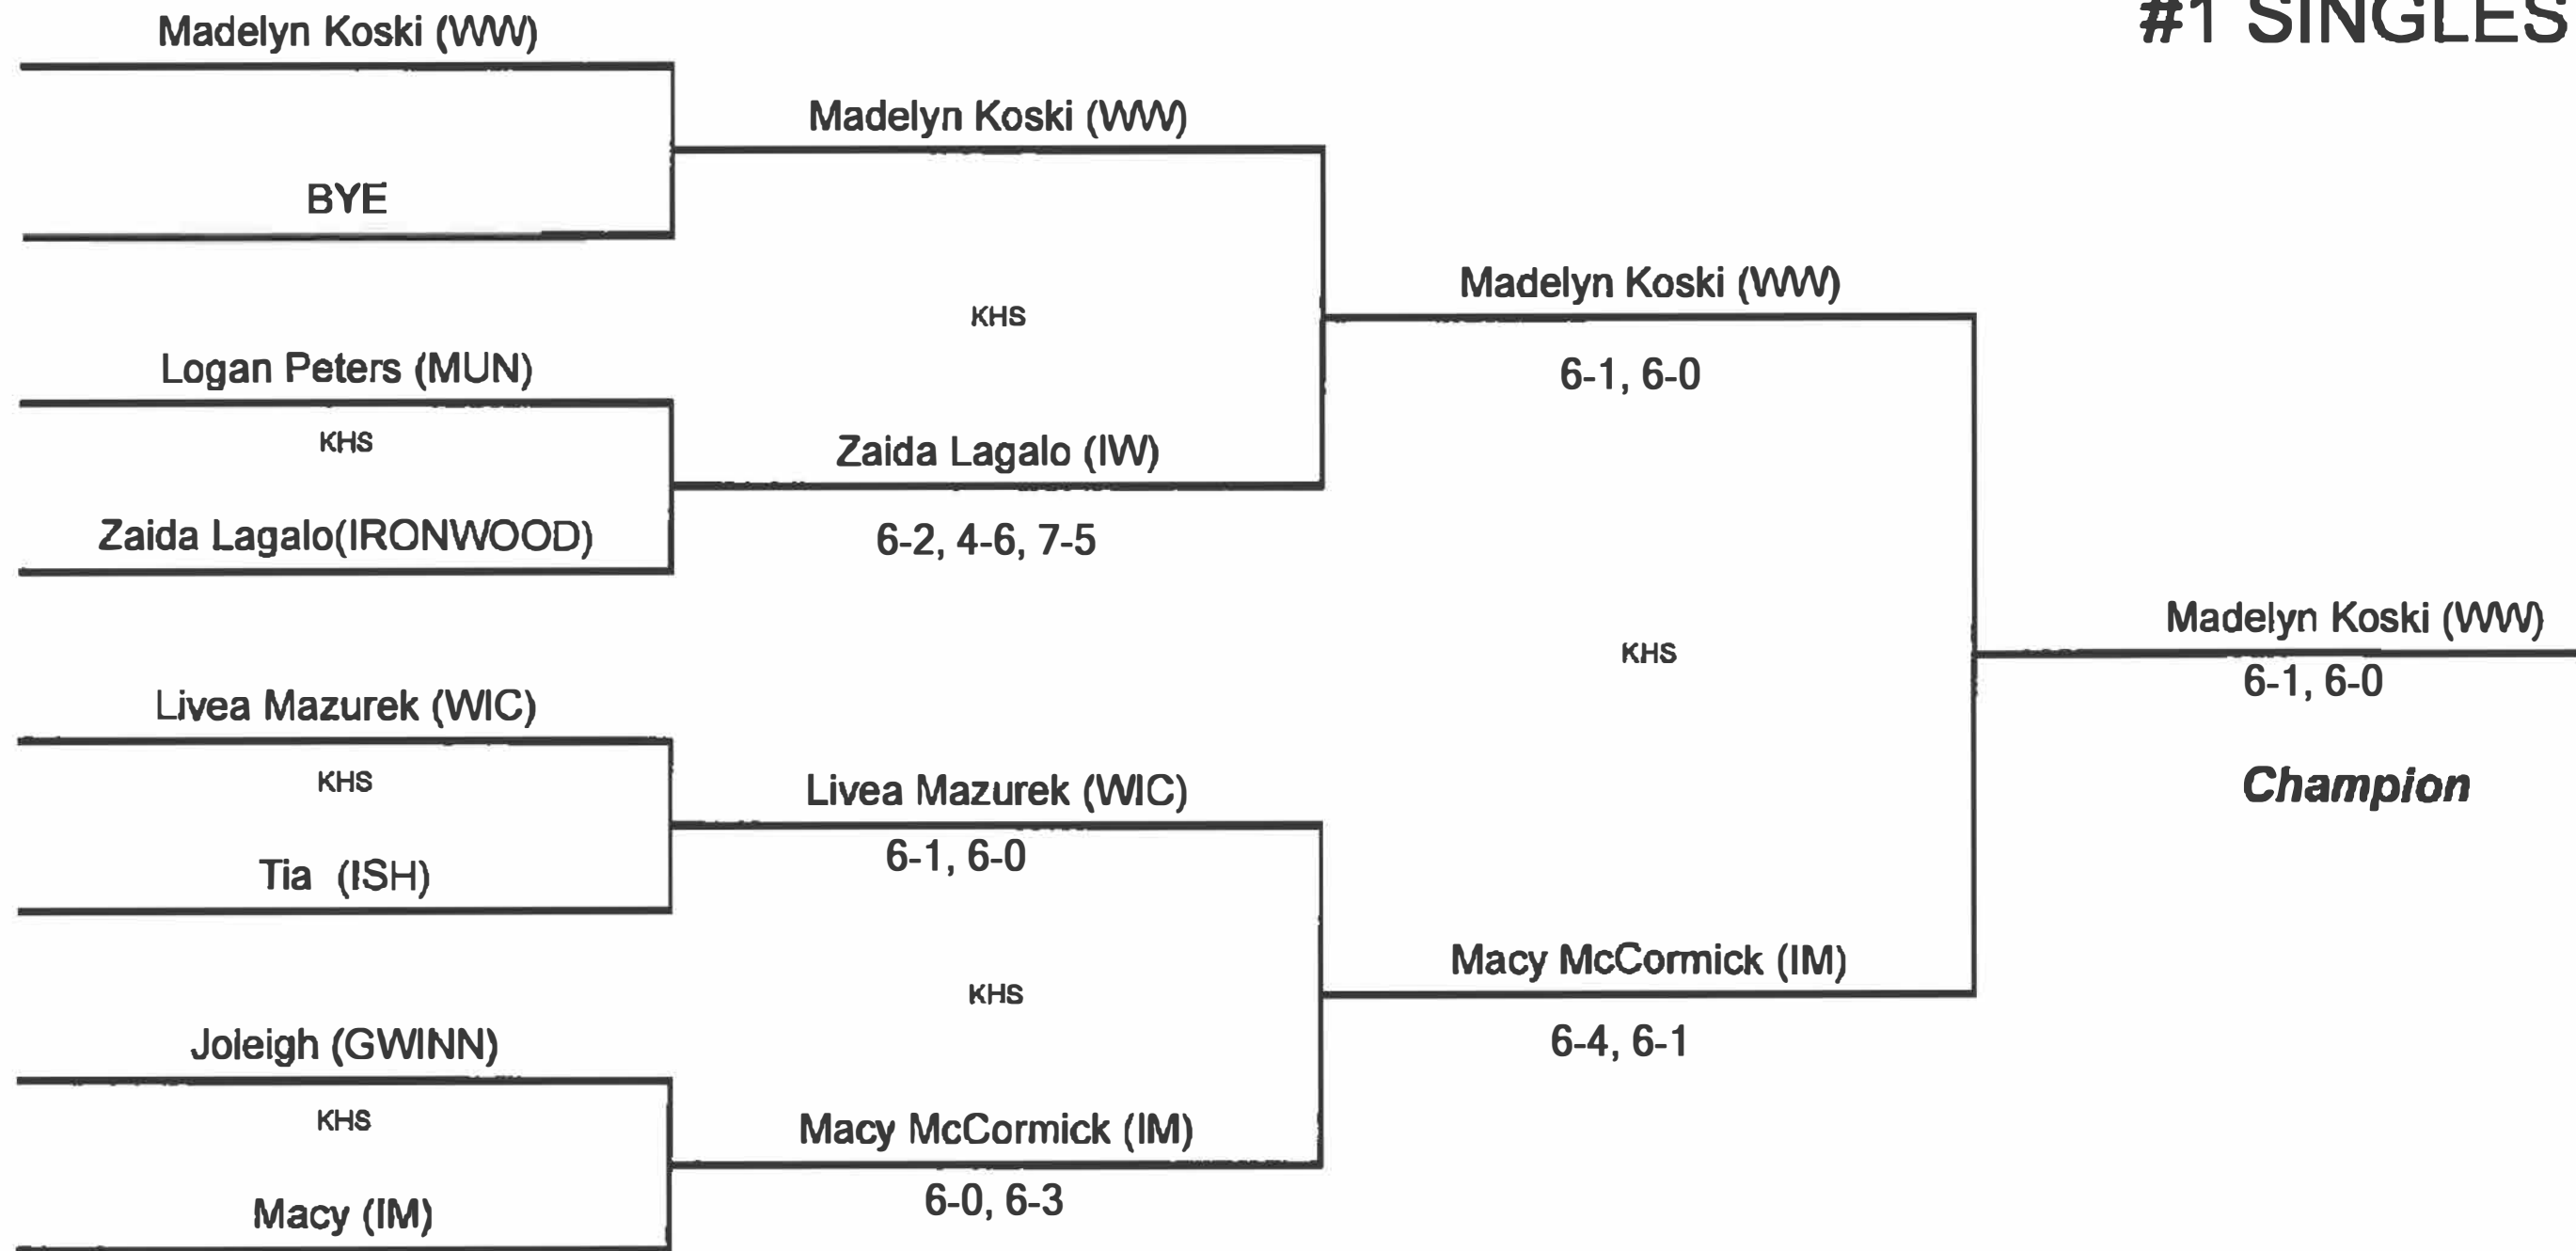 #1 SINGLES
Madelyn Koski (WW)
Madelyn Koski (WW)
BYE
Madelyn Koski (WW)
KHS
Logan Peters (MUN)
6-1, 6-0
KHS
Zaida Lagalo (IW)
Zaida Lagalo(IRONWOOD)
6-2, 4-6, 7-5
Madelyn Koski (WW)
KHS
6-1, 6-0
Livea Mazurek (WIC)
KHS
Livea Mazurek (WIC)
Champion
6-1, 6-0
Tia (ISH)
Macy McCormick (IM)
KHS
Joleigh (GWINN)
6-4, 6-1
KHS
Macy McCormick (IM)
6-0, 6-3
Macy (IM)